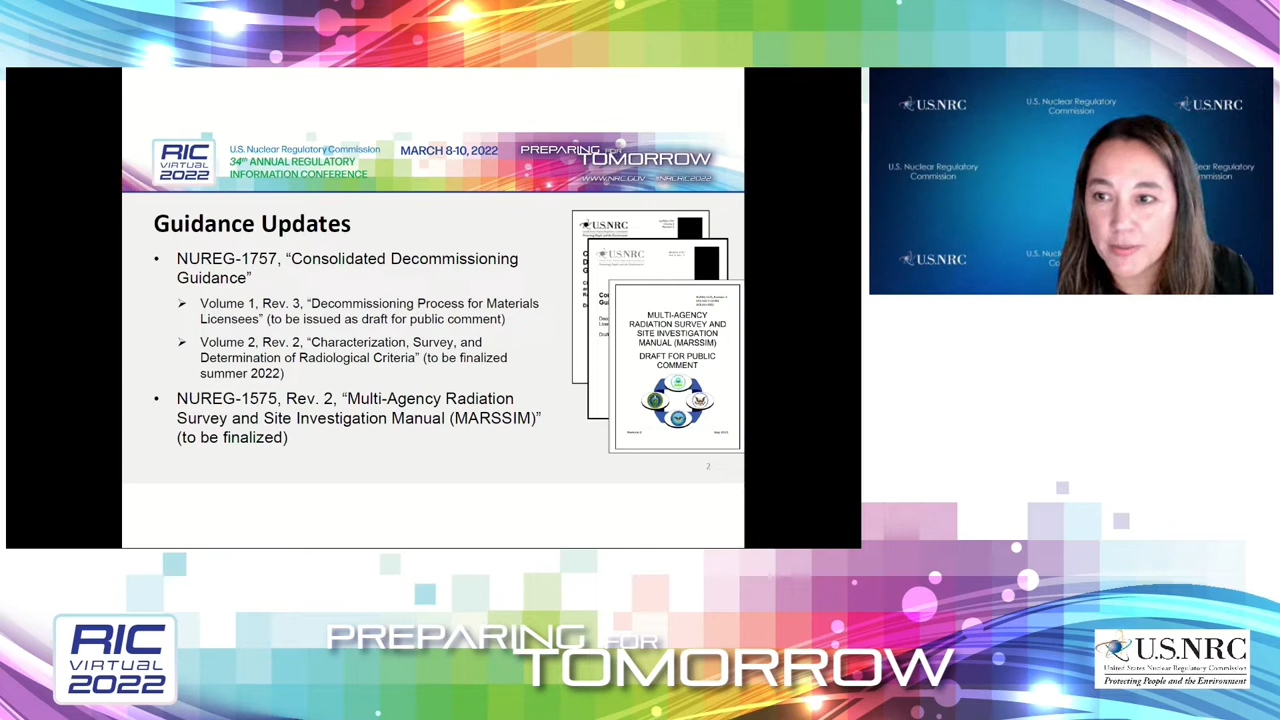 RIC
VIRTUAL
2022
U.S. Nuclear Regulatory Commission
34th ANNUAL REGULATORY
INFORMATION CONFERENCE
MARCH 8-10, 2022
PREPARING FOR
TOMORROW
WWW.NRC.GOV #NRCRIC2022
Guidance Updates
• NUREG-1757, “Consolidated Decommissioning
Guidance”
➢ Volume 1, Rev. 3, “Decommissioning Process for Materials
Licensees” (to be issued as draft for public comment)
➢ Volume 2, Rev. 2, “Characterization, Survey, and
Determination of Radiological Criteria” (to be finalized
summer 2022)
• NUREG-1575, Rev. 2, “Multi-Agency Radiation
Survey and Site Investigation Manual (MARSSIM)”
(to be finalized)
U.S.NRC
U.S.NRC
MULTI-AGENCY
RADIATION SURVEY AND
SITE INVESTIGATION
MANUAL (MARSSIM)
DRAFT FOR PUBLIC
COMMENT
2
U.S.NRC
U.S. Nuclear Regulatory
Commission
U.S.NRC
U.S. Nuclear Regulatory
Commission
ear Regulatory
mmission
U.S.NRC
U.S. Nuc
Co
RIC
VIRTUAL
2022
PREPARING FOR
TOMORROW
U.S.NRC
United States Nuclear Regulatory Commission
Protecting People and the Environment